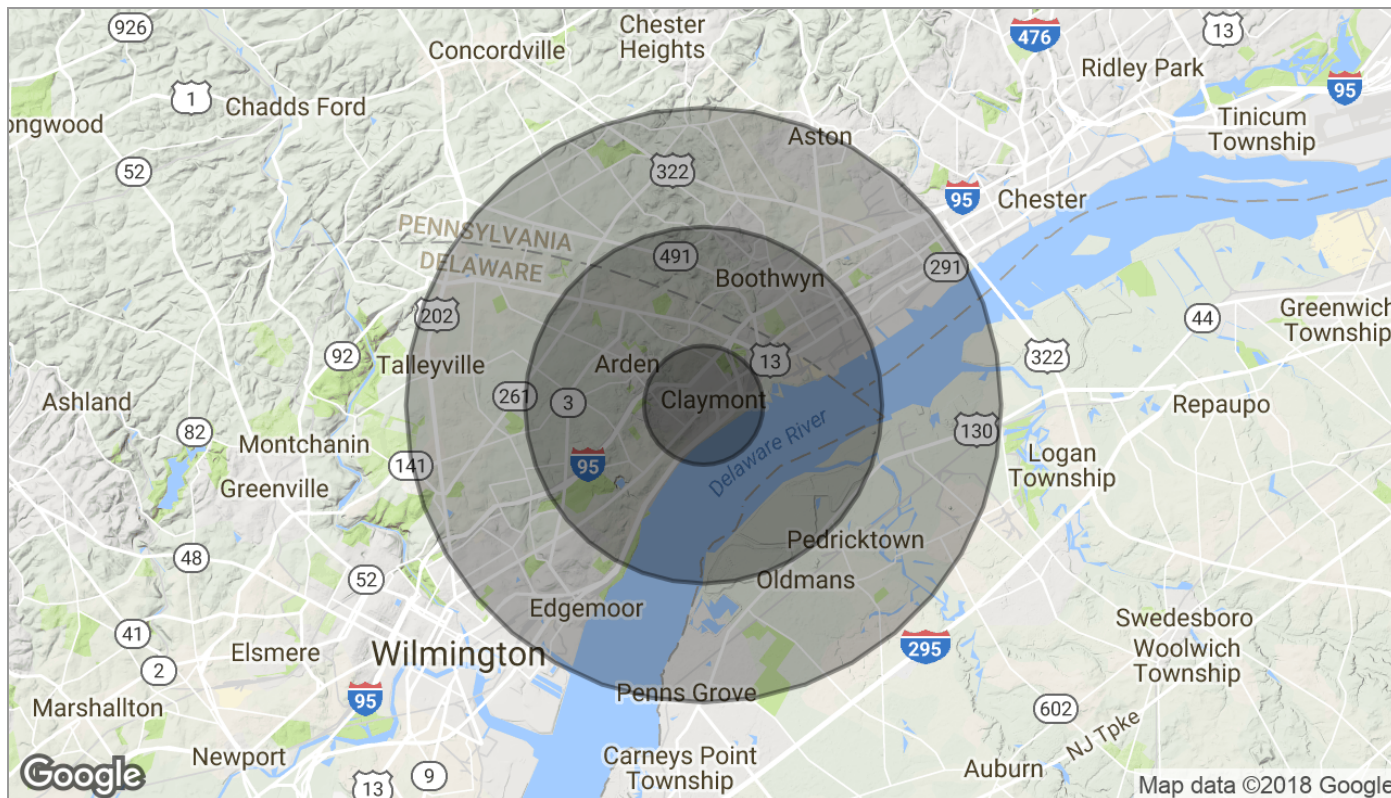 926
Concordville
Chester
Heights
476
13
Ridley Park
95
1
Chadds Ford
ongwood
Tinicum
Township
Aston
52
322
95
Chester
PENNSYLVANIA
DELAWARE
491
Boothwyn
291
202
Greenwich
Township
44
92
Talleyville
Arden
13
322
261
3
Claymont
Ashland
Repaupo
82
Montchanin
130
Delaware River
141
95
Logan
Township
Greenville
48
Pedricktown
52
Oldmans
Edgemoor
41
Elsmere
Wilmington
2
295
Swedesboro
Woolwich
Township
95
Penns Grove
Marshallton
602
NJ Tpke
Newport
Carneys Point
Township
9
13
Auburn
Google
Map data ©2018 Google